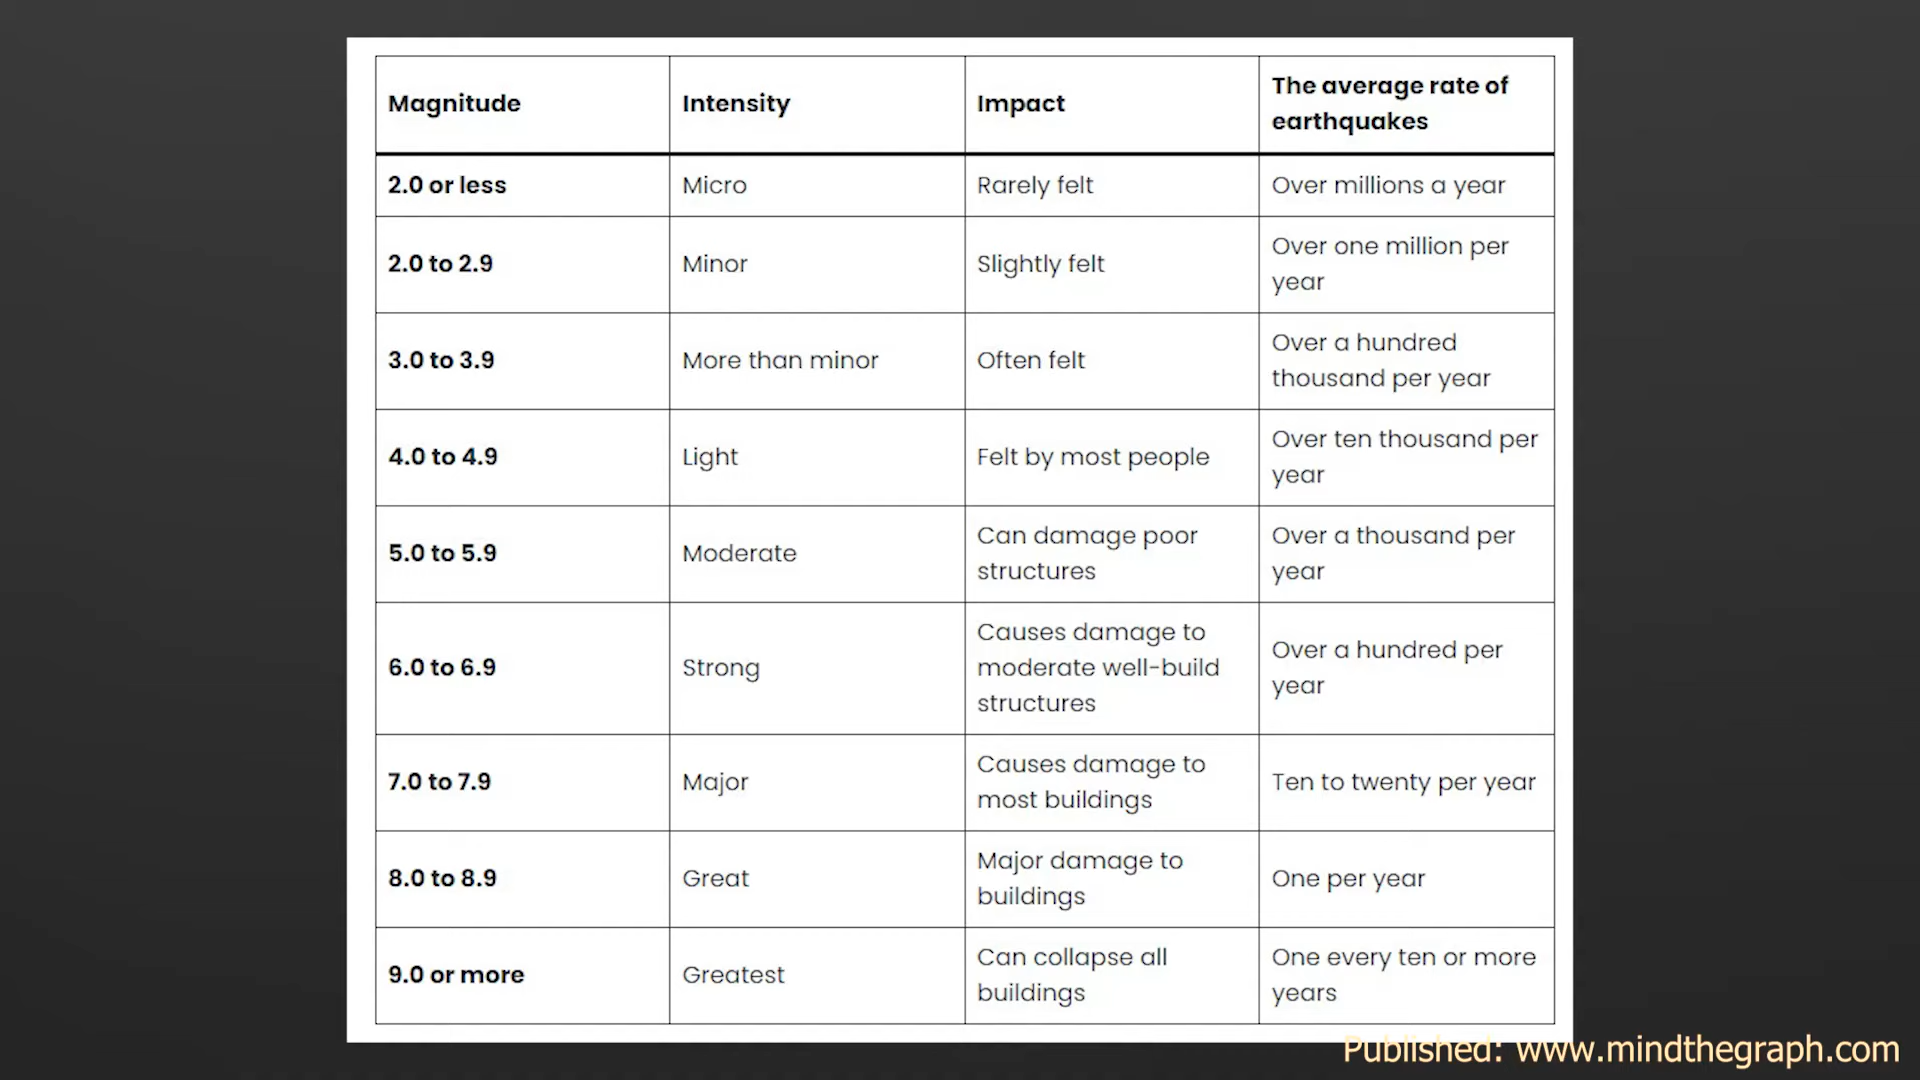 Magnitude
Intensity
Impact
The average rate of
earthquakes
2.0 or less
Micro
Rarely felt
Over millions a year
2.0 to 2.9
Minor
Slightly felt
Over one million per
year
3.0 to 3.9
More than minor
Often felt
Over a hundred
thousand per year
4.0 to 4.9
Light
Felt by most people
Over ten thousand per
year
5.0 to 5.9
Moderate
Can damage poor
structures
Over a thousand per
year
6.0 to 6.9
Strong
Causes damage to
moderate well-build
structures
Over a hundred per
year
7.0 to 7.9
Major
Causes damage to
most buildings
Ten to twenty per year
8.0 to 8.9
Great
Major damage to
buildings
One per year
9.0 or more
Greatest
Can collapse all
buildings
One every ten or more
years
Published: www.mindthegraph.com